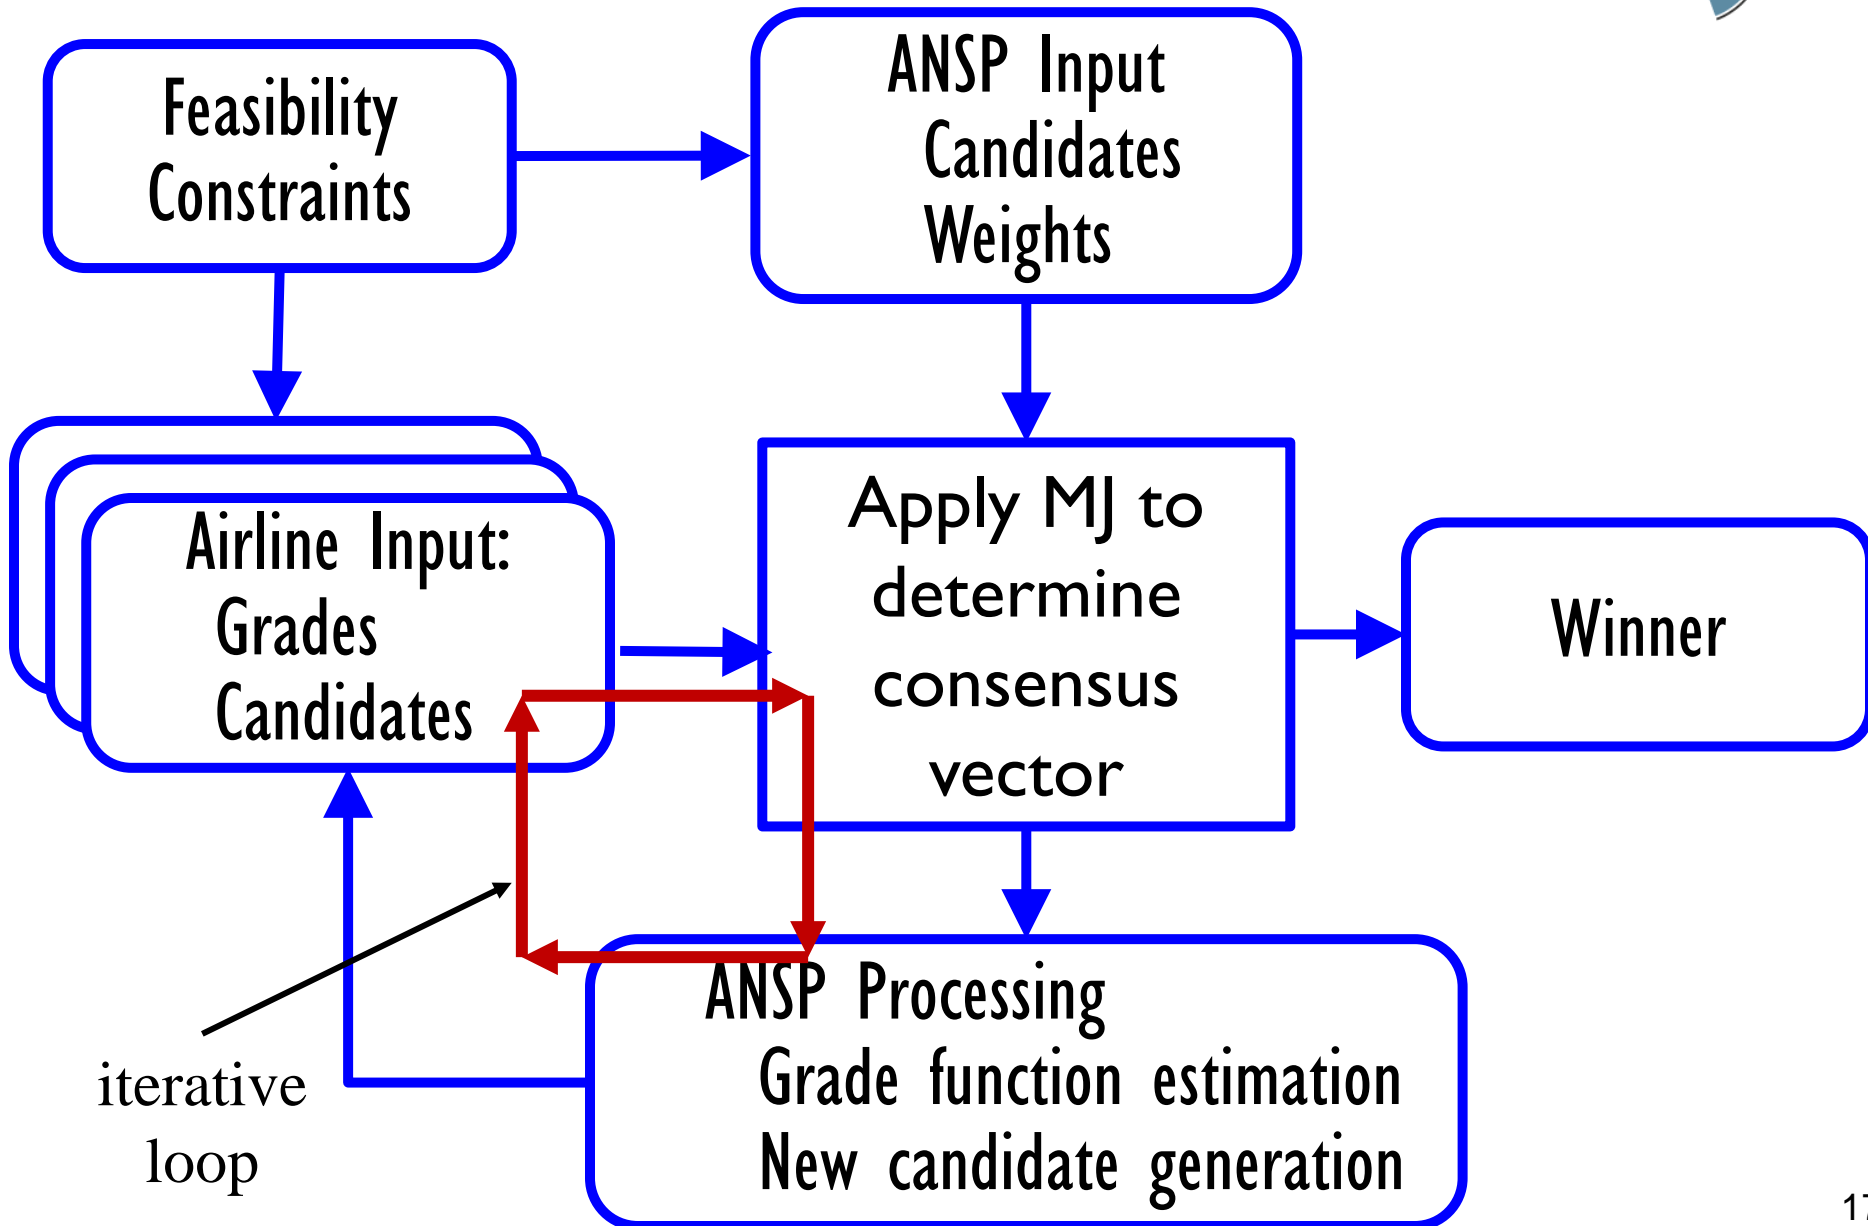 Feasibility
Constraints
ANSP Input
Candidates
Weights
Airline Input:
Grades
Candidates
Apply MJ to
determine
consensus
vector
Winner
ANSP Processing
Grade function estimation
New candidate generation
iterative
loop
17